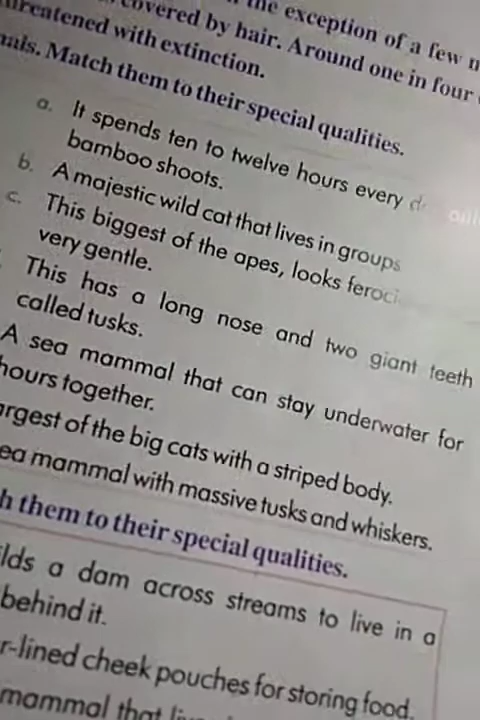 the exception of a few
covered by hair. Around one in four
threatened with extinction.
Match them to their special qualities.
a. It spends ten to twelve hours every
bamboo shoots.
b. A majestic wild cat that lives in groups
c. This biggest of the apes, looks feroci
very gentle.
This has a long nose and two giant teeth
called tusks.
A sea mammal that can stay underwater for
hours together.
argest of the big cats with a striped body.
ea mammal with massive tusks and whiskers.
h them to their special qualities.
ilds a dam across streams to live in a
behind it.
r-lined cheek pouches for storing food.
mammal that